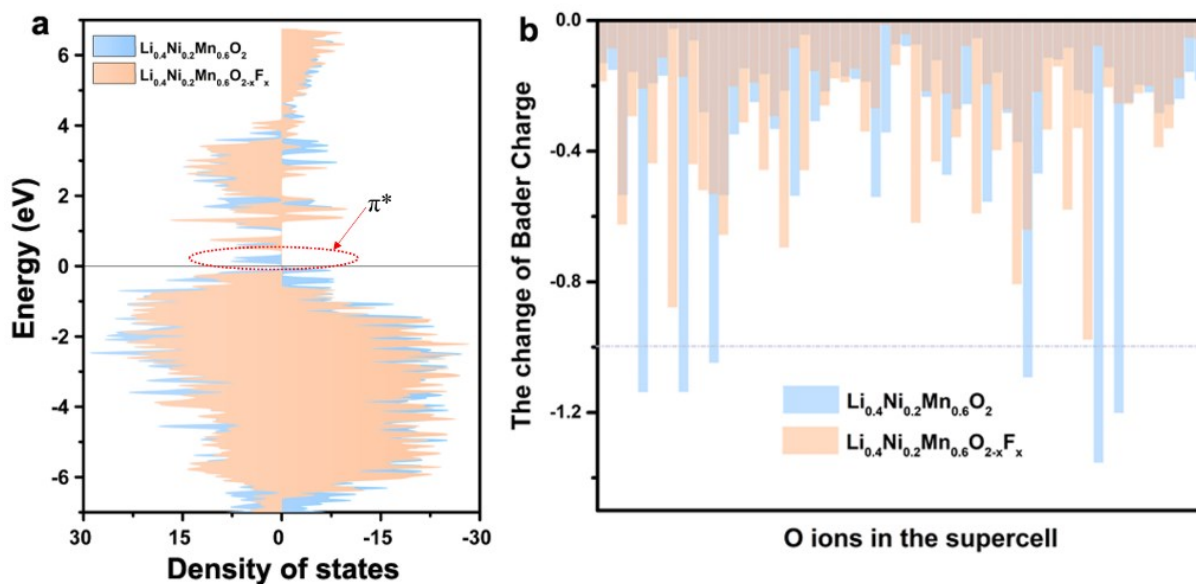 a
Li₀.₄Ni₀.₂Mn₀.₆O₂
Li₀.₄Ni₀.₂Mn₀.₆O₂₋ₓFₓ
π*
6
4
2
0
-2
-4
-6
Energy (eV)
30 15 0 -15 -30
Density of states
b
0.0
-0.4
-0.8
-1.2
The change of Bader Charge
Li₀.₄Ni₀.₂Mn₀.₆O₂
Li₀.₄Ni₀.₂Mn₀.₆O₂₋ₓFₓ
O ions in the supercell